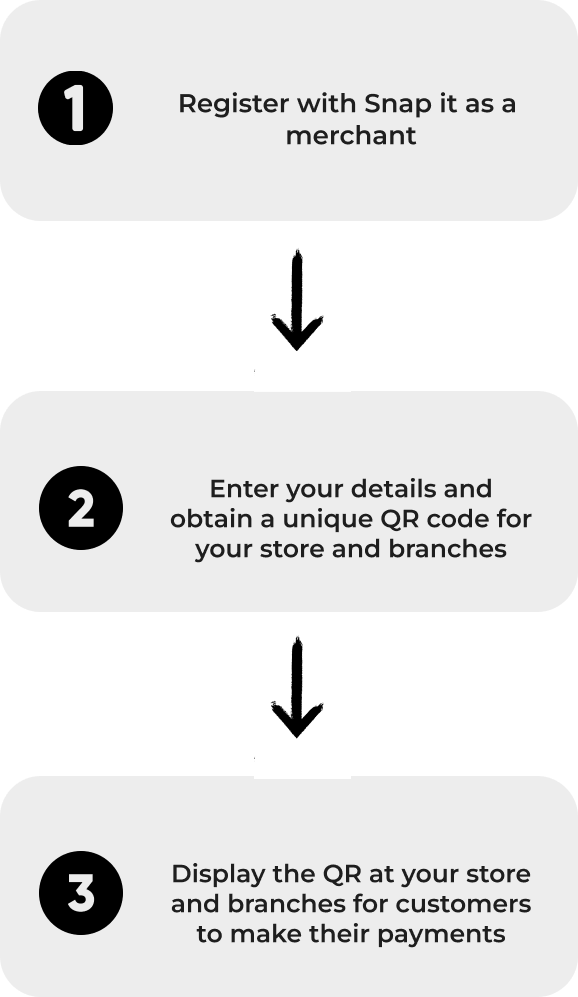 1
Register with Snap it as a
merchant
2
Enter your details and
obtain a unique QR code for
your store and branches
3
Display the QR at your store
and branches for customers
to make their payments